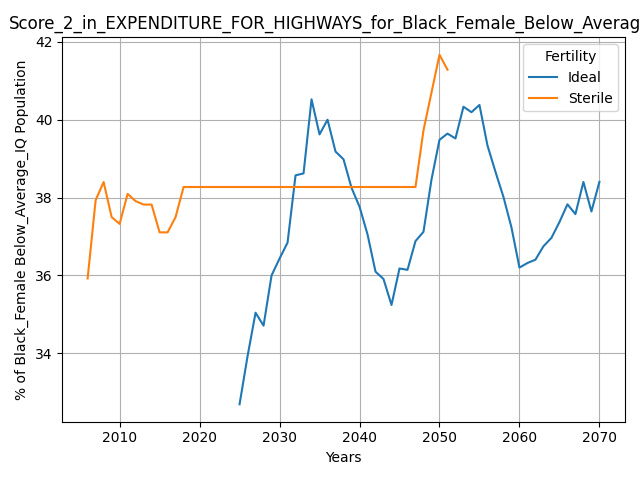 Score_2_in_EXPENDITURE_FOR_HIGHWAYS_for_Black_Female_Below_Averag
% of Black_Female Below_Average_IQ Population
42
40
38
36
34
Fertility
Ideal
Sterile
2010 2020 2030 2040 2050 2060 2070
Years